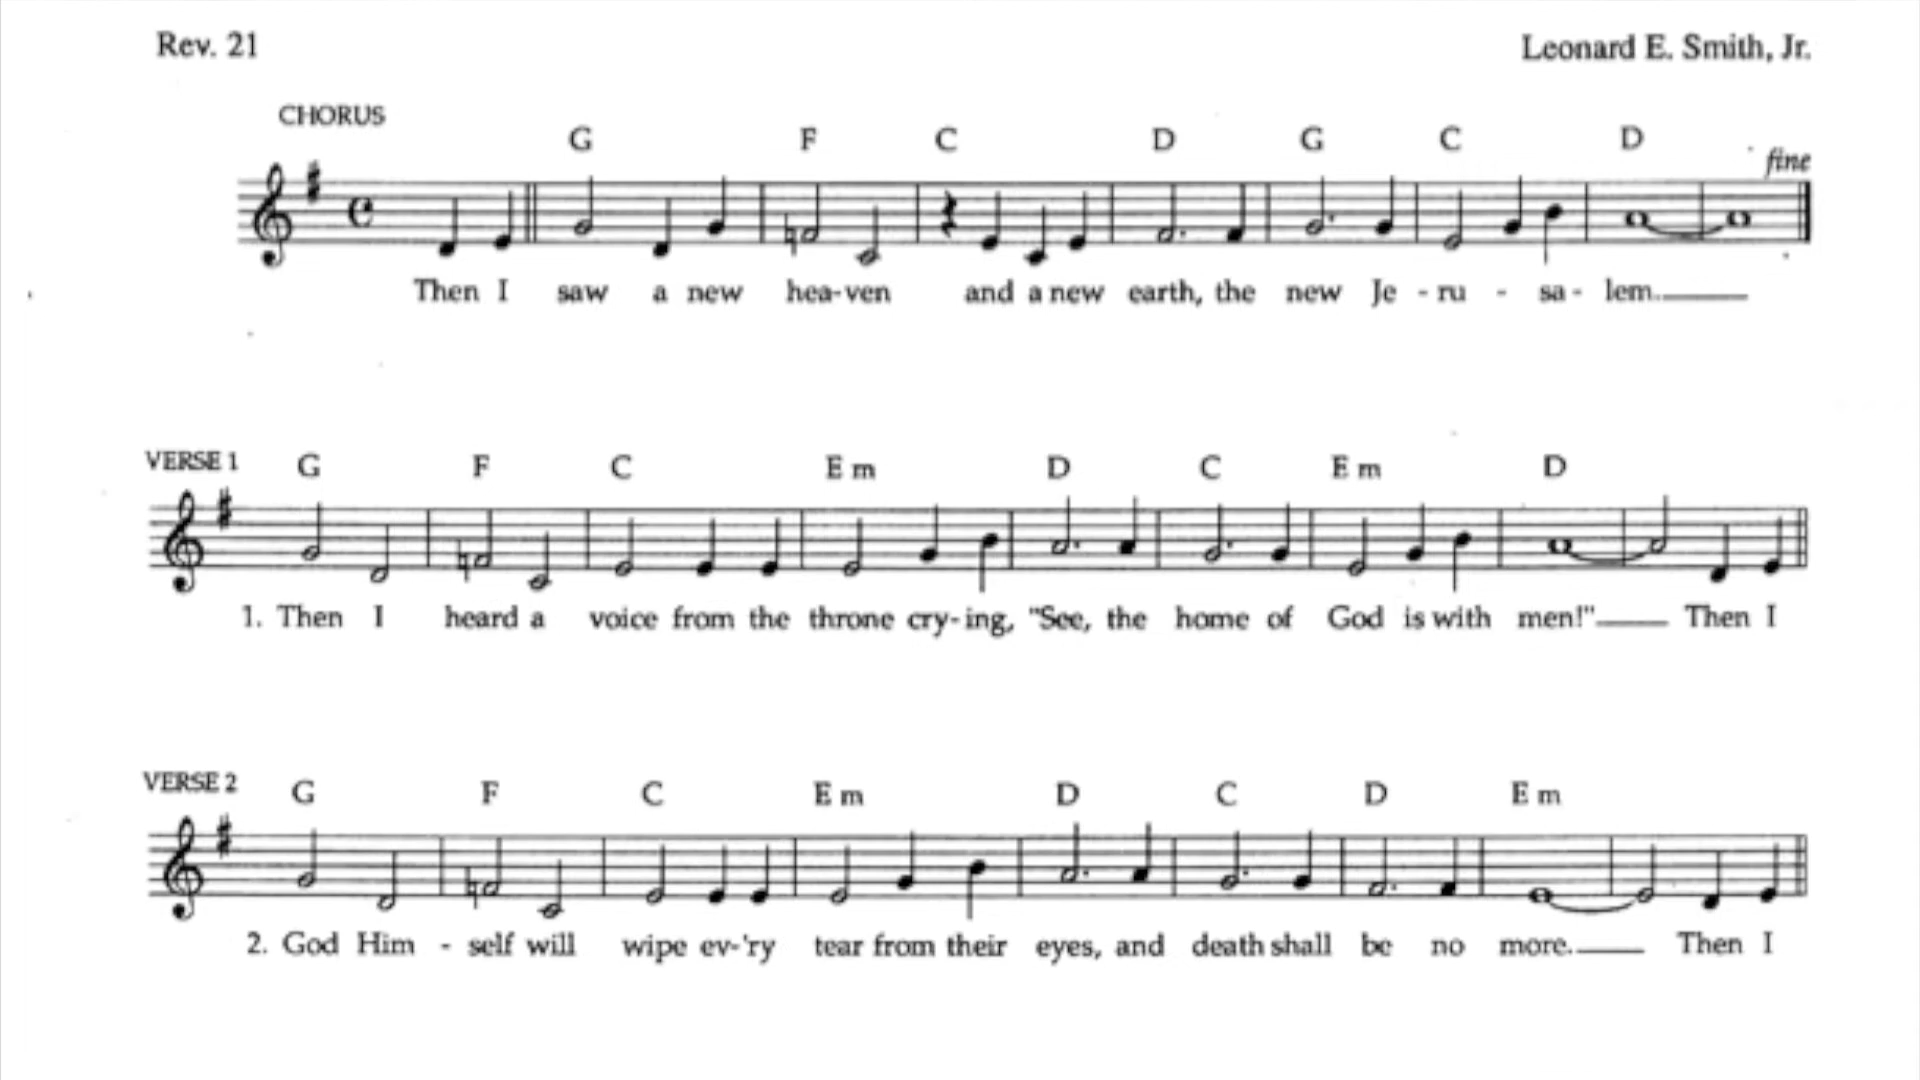 Rev. 21
Leonard E. Smith, Jr.
CHORUS
G F C D G C D
fine
Then I saw a new hea-ven and a new earth, the new Je - ru - sa - lem.
VERSE 1 G F C Em D C Em D
1. Then I heard a voice from the throne cry-ing, "See, the home of God is with men!" Then I
VERSE 2 G F C Em D C D Em
2. God Him - self will wipe ev-'ry tear from their eyes, and death shall be no more. Then I